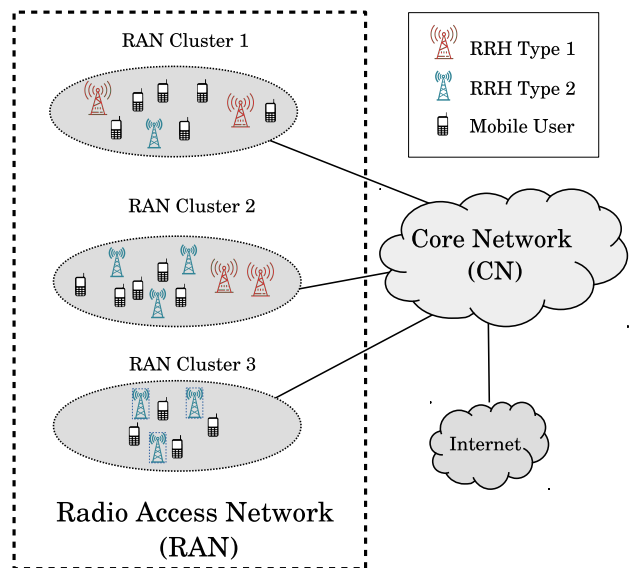 RAN Cluster 1
RRH Type 1
RRH Type 2
Mobile User
RAN Cluster 2
Core Network
(CN)
RAN Cluster 3
Internet
Radio Access Network
(RAN)